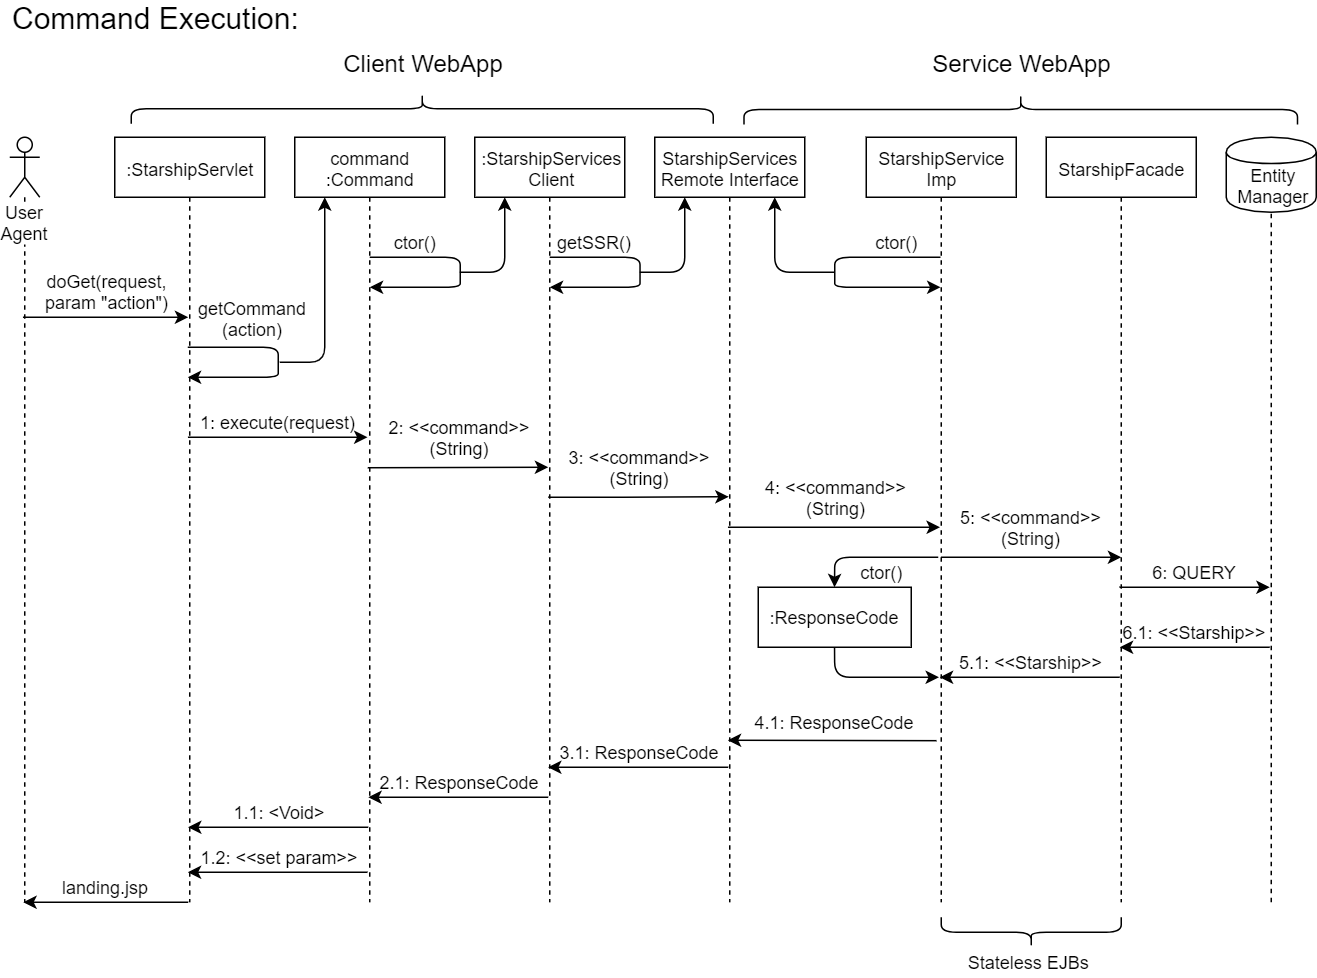 Command Execution:
Client WebApp
Service WebApp
User
Agent
:StarshipServlet
command
:Command
:StarshipServices
Client
StarshipServices
Remote Interface
StarshipService
Imp
StarshipFacade
Entity
Manager
ctor()
getSSR()
ctor()
doGet(request,
param "action")
getCommand
(action)
1: execute(request)
2: <<command>>
(String)
3: <<command>>
(String)
4: <<command>>
(String)
5: <<command>>
(String)
ctor()
6: QUERY
:ResponseCode
6.1: <<Starship>>
5.1: <<Starship>>
4.1: ResponseCode
3.1: ResponseCode
2.1: ResponseCode
1.1: <Void>
1.2: <<set param>>
landing.jsp
Stateless EJBs